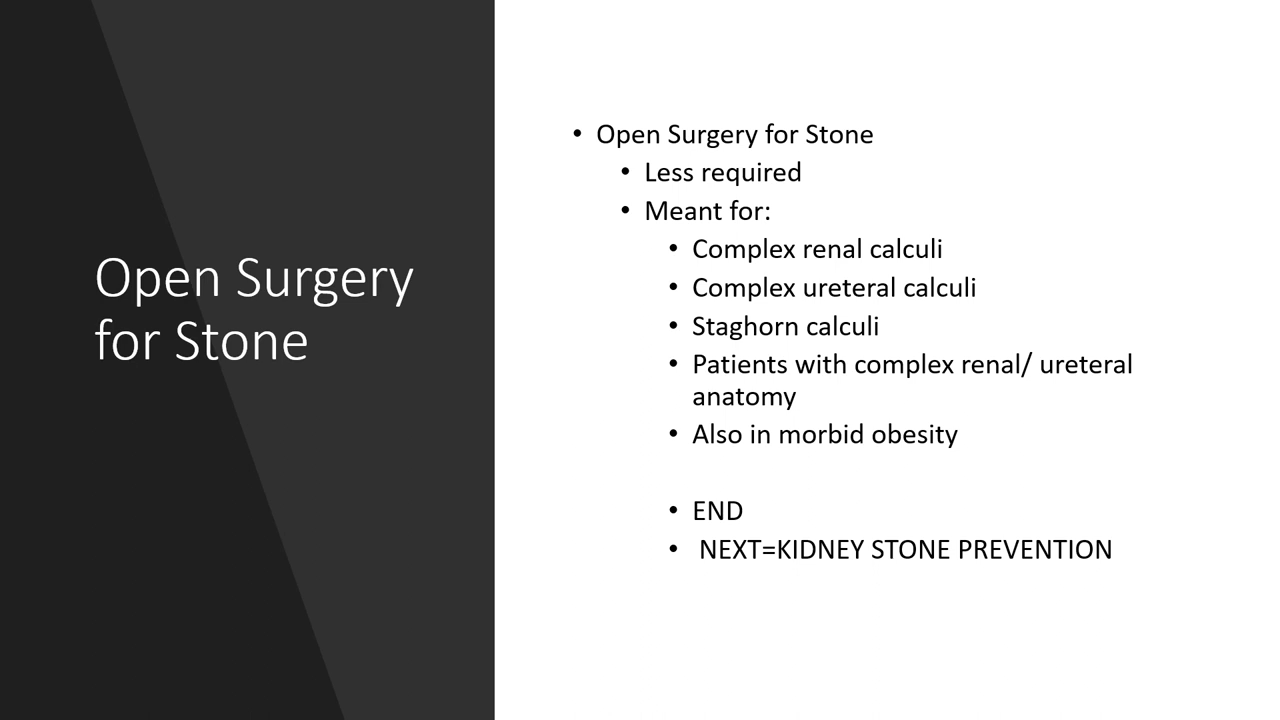 Open Surgery
for Stone
• Open Surgery for Stone
• Less required
• Meant for:
• Complex renal calculi
• Complex ureteral calculi
• Staghorn calculi
• Patients with complex renal/ ureteral
anatomy
• Also in morbid obesity
• END
• NEXT=KIDNEY STONE PREVENTION